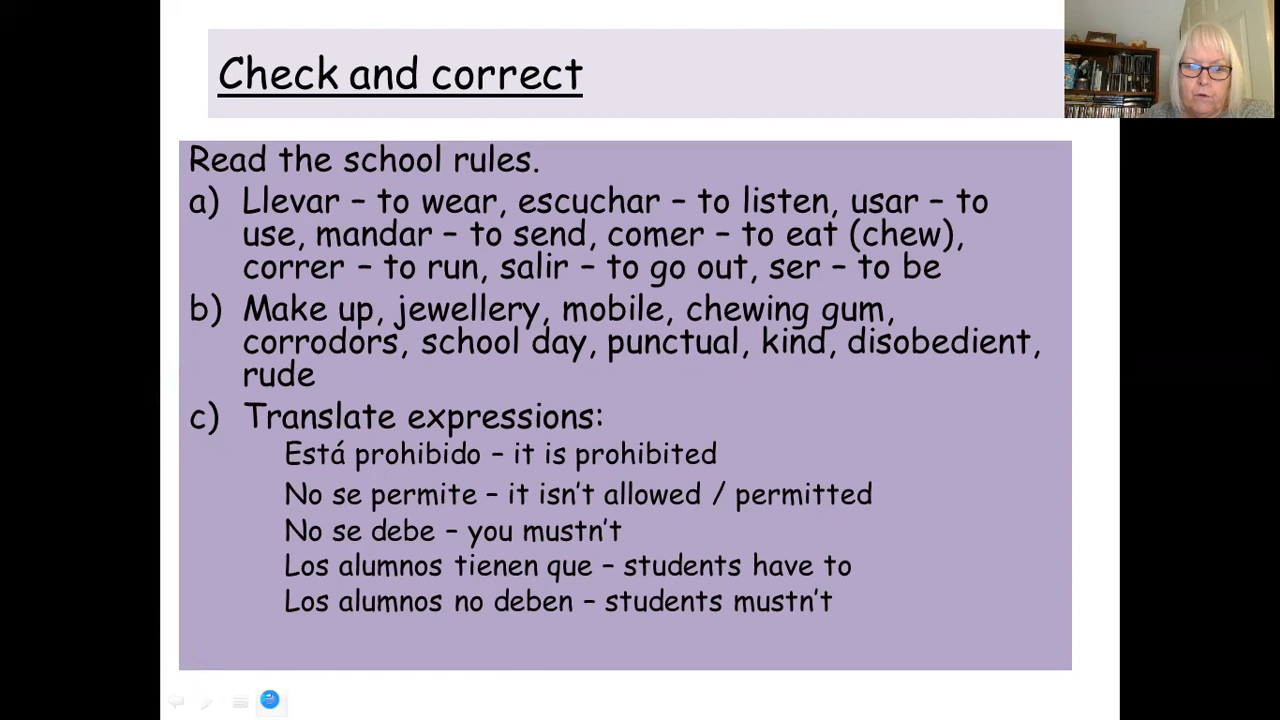 Check and correct
Read the school rules.
a) Llevar – to wear, escuchar – to listen, usar – to
use, mandar – to send, comer – to eat (chew),
correr – to run, salir – to go out, ser – to be
b) Make up, jewellery, mobile, chewing gum,
corrodors, school day, punctual, kind, disobedient,
rude
c) Translate expressions:
Está prohibido – it is prohibited
No se permite – it isn't allowed / permitted
No se debe – you mustn't
Los alumnos tienen que – students have to
Los alumnos no deben – students mustn't